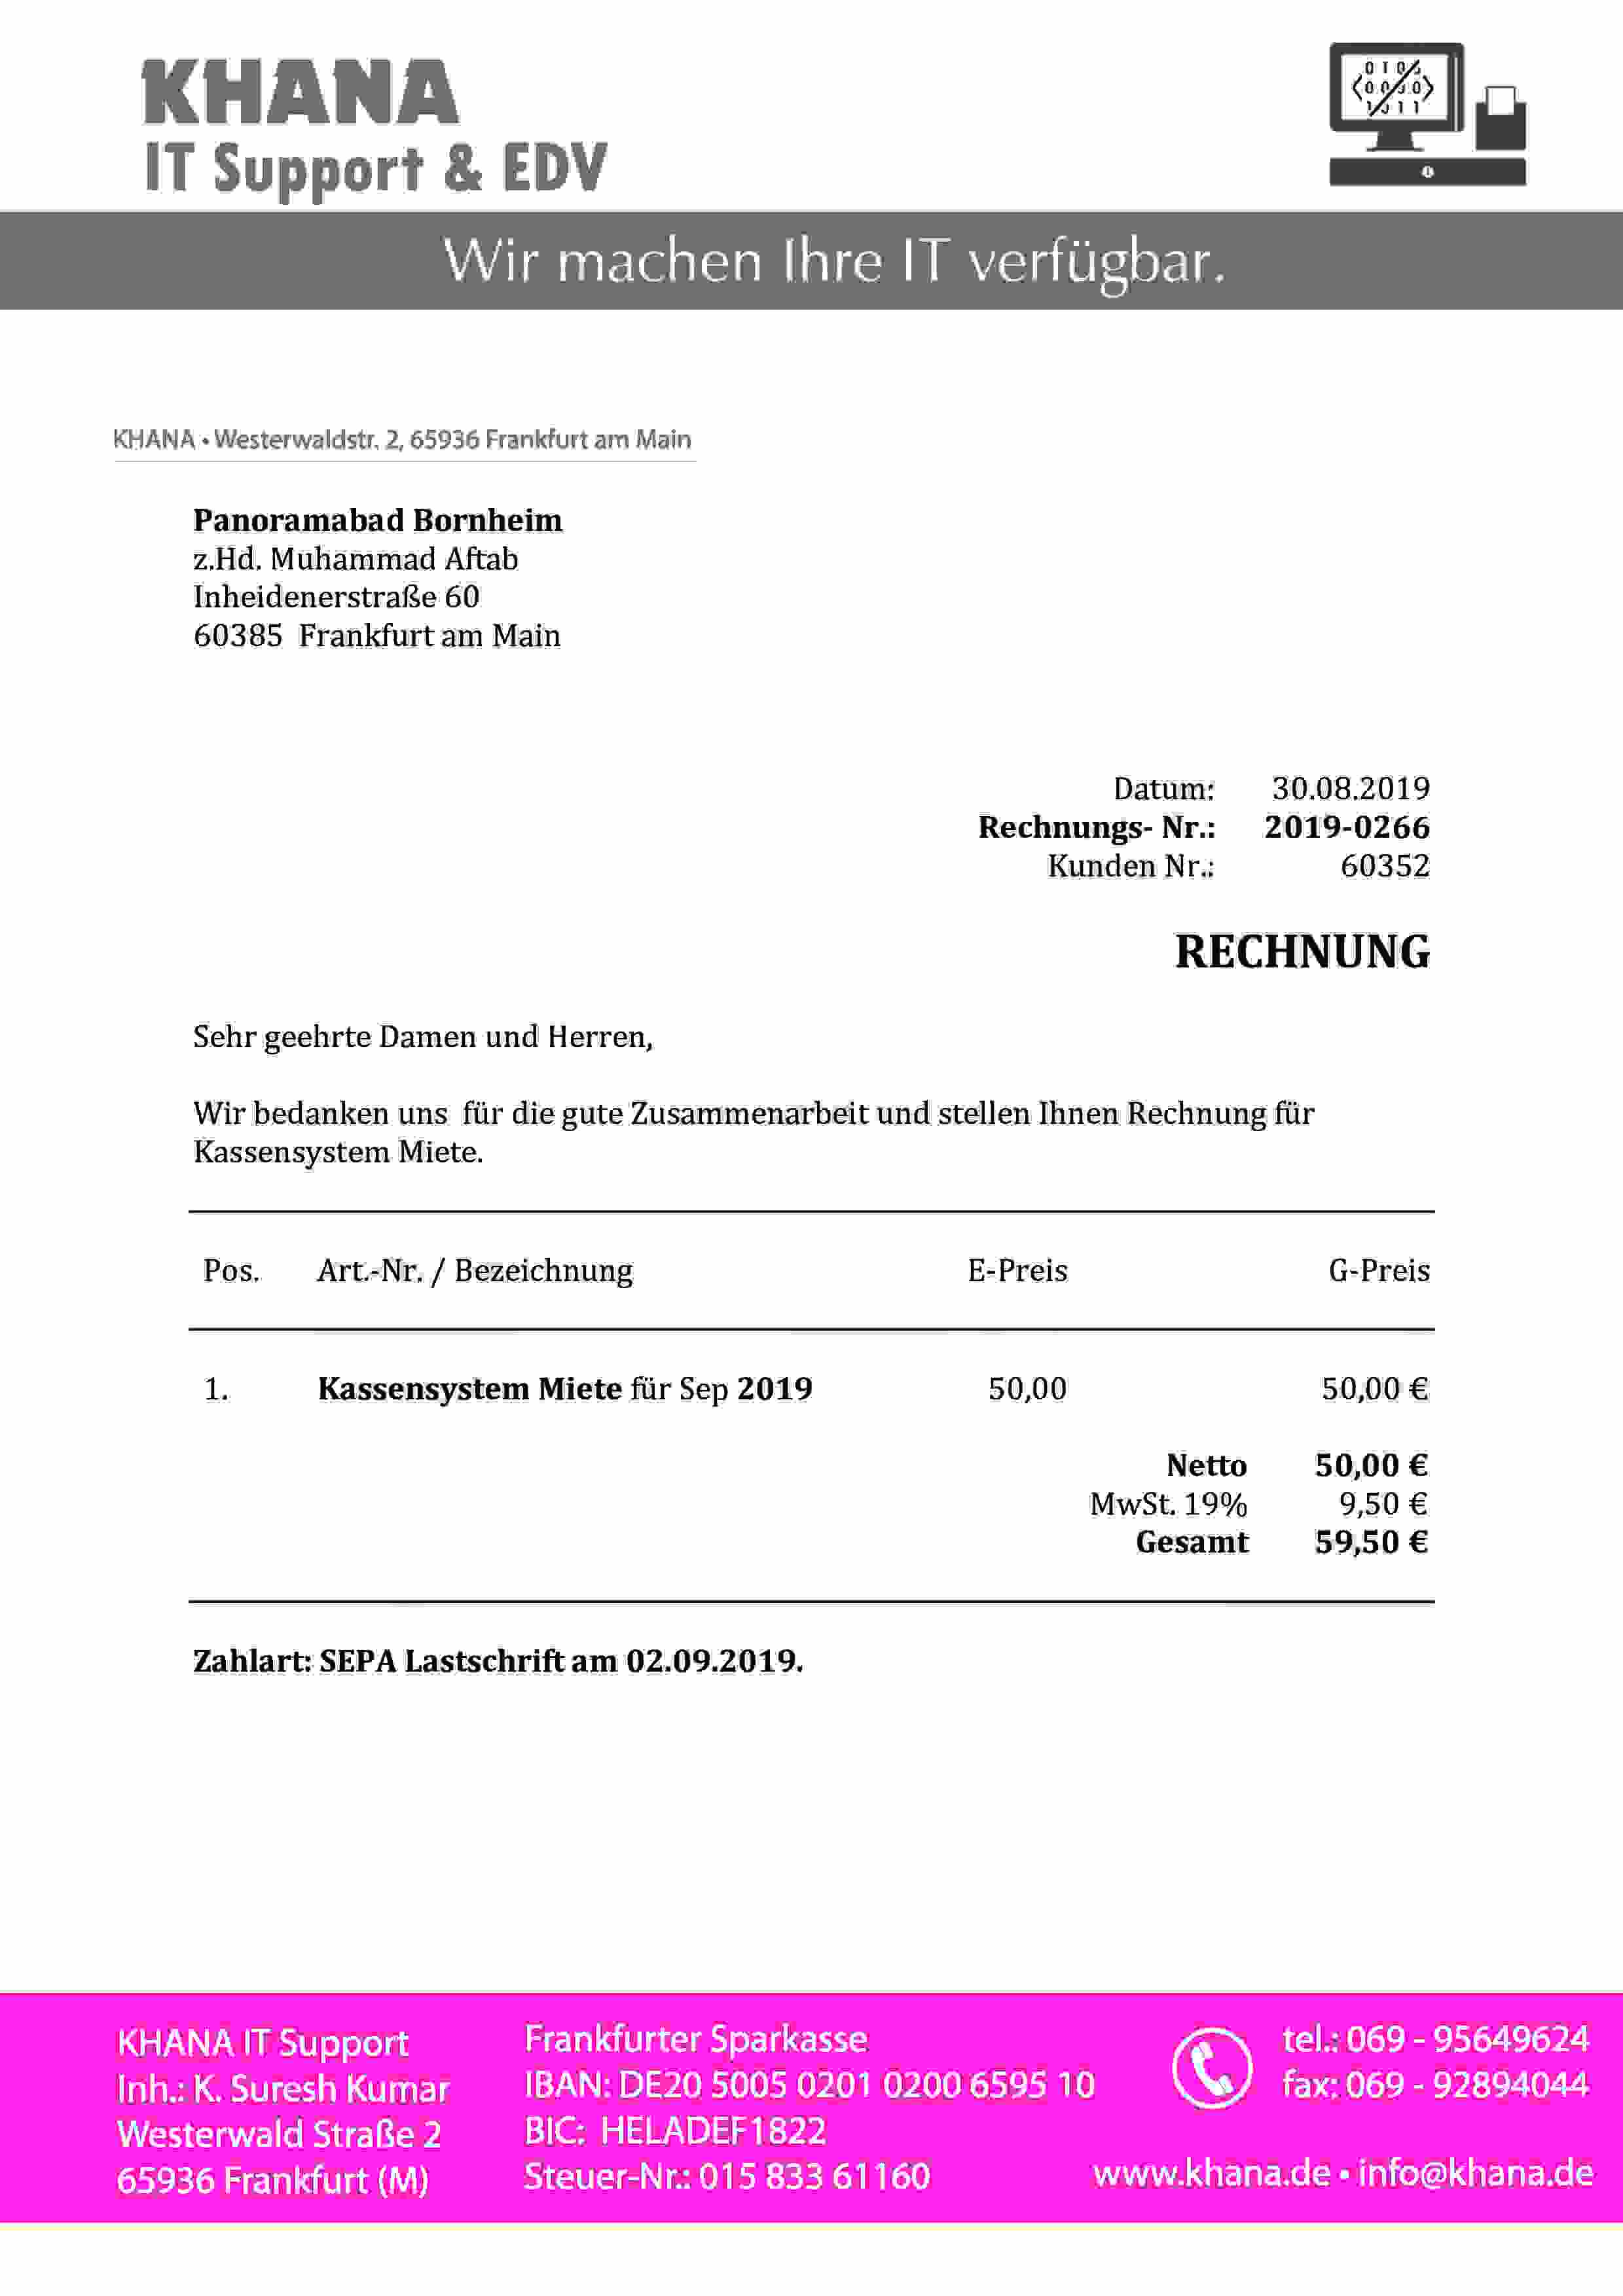 KHANA
IT Support & EDV
Wir machen Ihre IT verfügbar.
KHANA • Westerwaldstr. 2, 65936 Frankfurt am Main
Panoramabad Bornheim
z.Hd. Muhammad Aftab
Inheidenerstraße 60
60385 Frankfurt am Main
Datum: 30.08.2019
Rechnungs- Nr.: 2019-0266
Kunden Nr.: 60352
RECHNUNG
Sehr geehrte Damen und Herren,
Wir bedanken uns für die gute Zusammenarbeit und stellen Ihnen Rechnung für
Kassensystem Miete.
Pos. Art.-Nr. / Bezeichnung E-Preis G-Preis
1. Kassensystem Miete für Sep 2019 50,00 50,00 €
Netto 50,00 €
MwSt. 19% 9,50 €
Gesamt 59,50 €
Zahlart: SEPA Lastschrift am 02.09.2019.
KHANA IT Support
Inh.: K. Suresh Kumar
Westerwald Straße 2
65936 Frankfurt (M)
Frankfurter Sparkasse
IBAN: DE20 5005 0201 0200 6595 10
BIC: HELADEF1822
Steuer-Nr.: 015 833 61160
tel.: 069 - 95649624
fax: 069 - 92894044
www.khana.de • info@khana.de